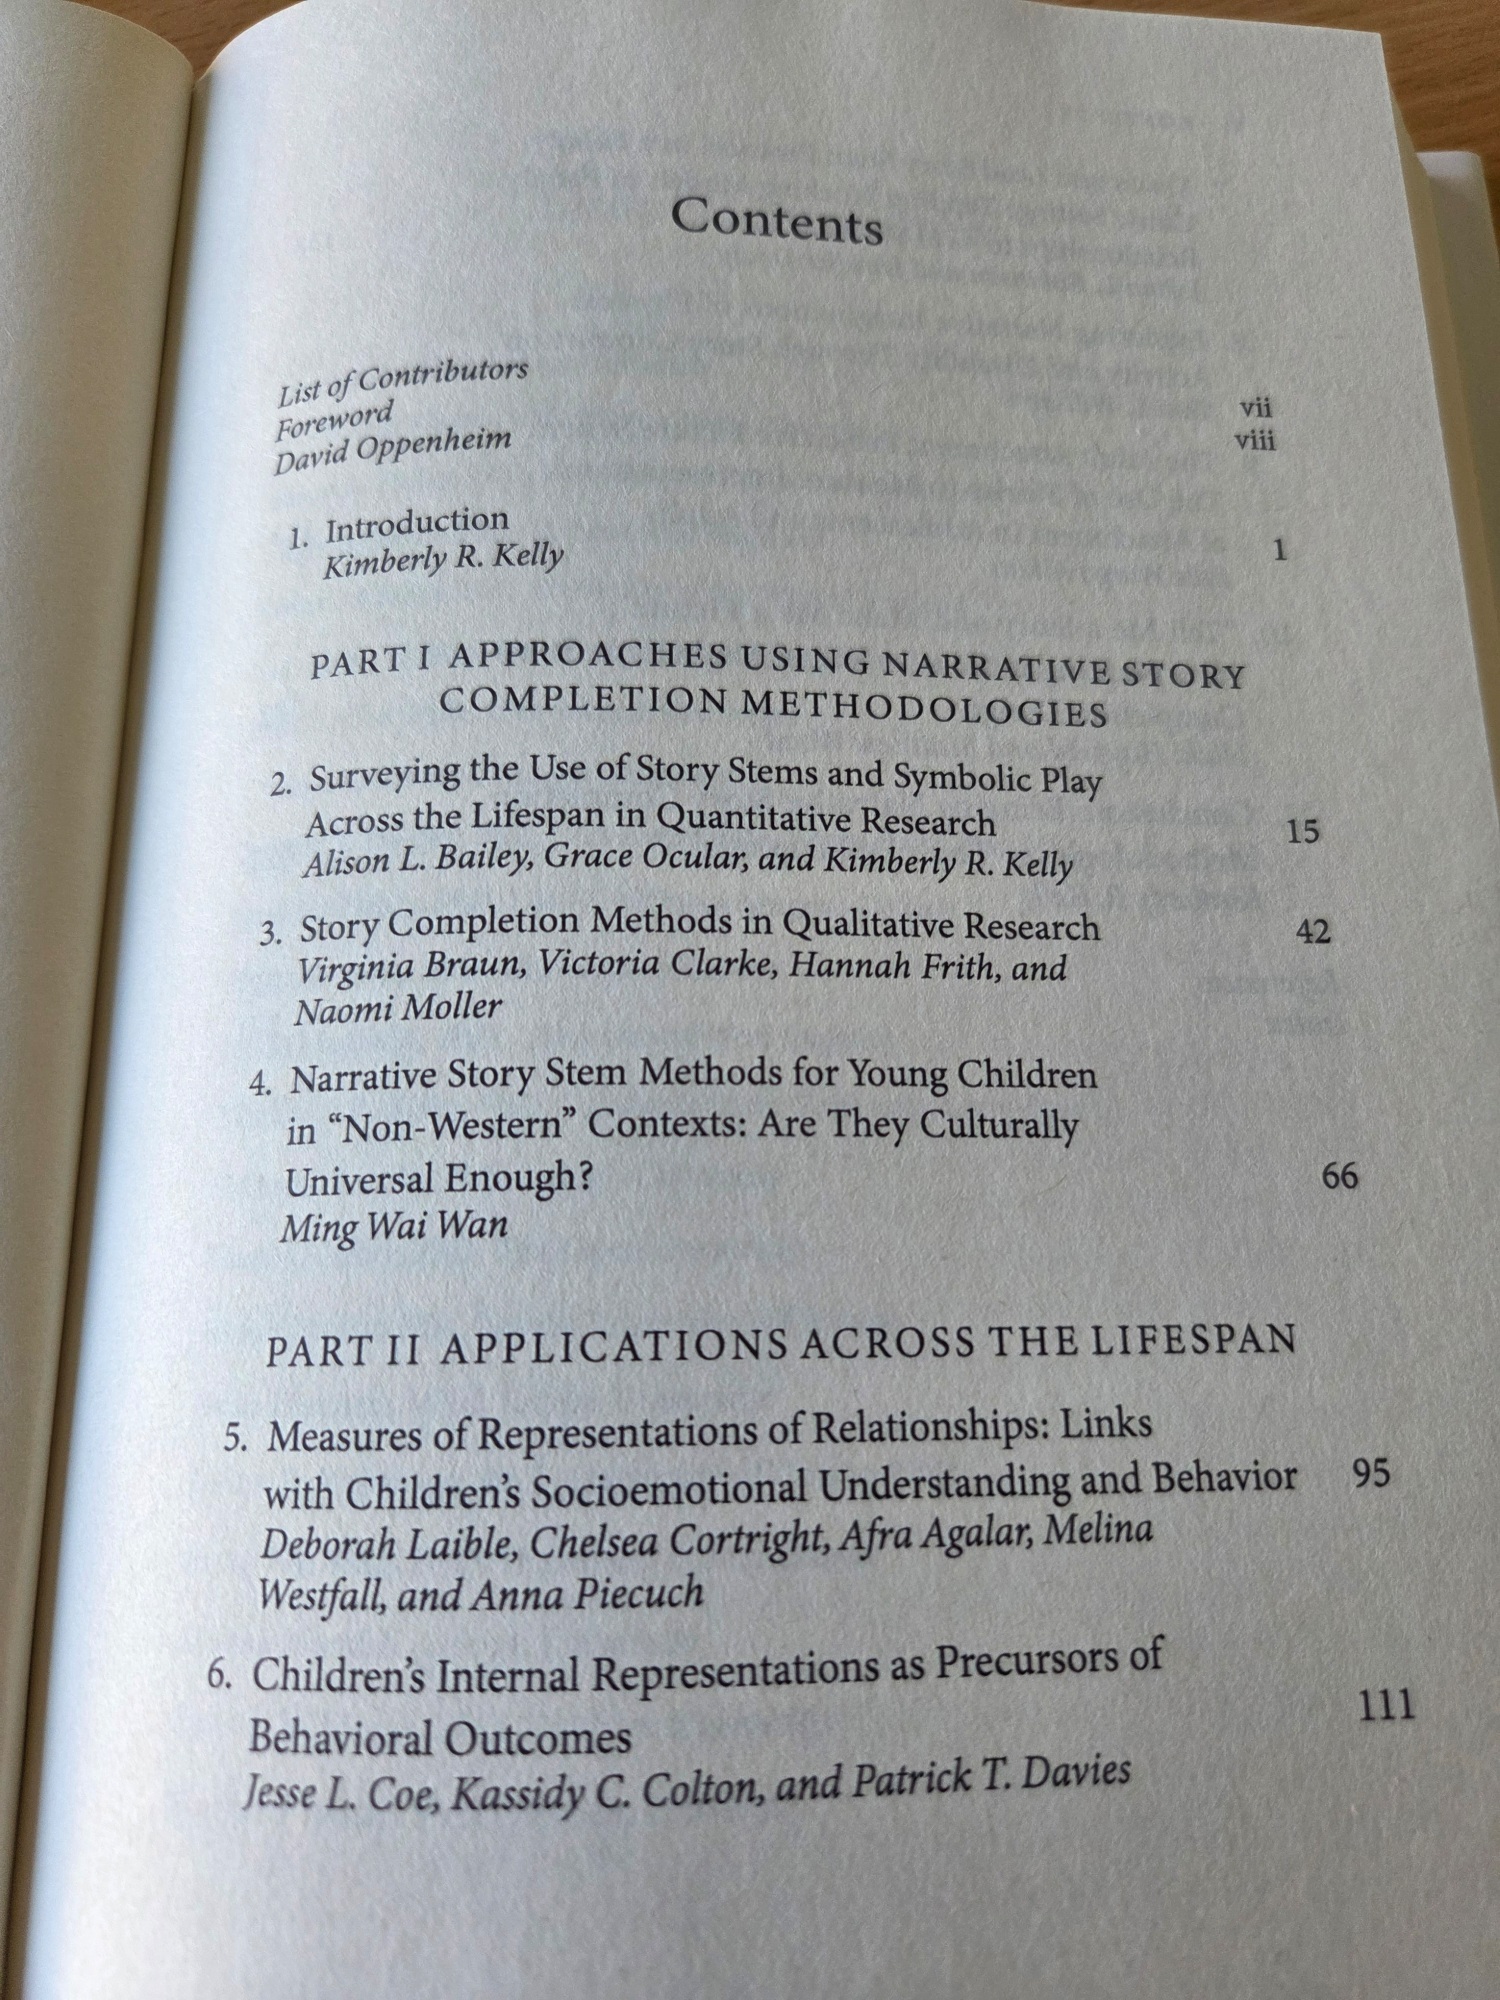 Contents
List of Contributors vii
Foreword viii
David Oppenheim
1. Introduction 1
Kimberly R. Kelly
PART I APPROACHES USING NARRATIVE STORY
COMPLETION METHODOLOGIES
2. Surveying the Use of Story Stems and Symbolic Play
Across the Lifespan in Quantitative Research 15
Alison L. Bailey, Grace Ocular, and Kimberly R. Kelly
3. Story Completion Methods in Qualitative Research 42
Virginia Braun, Victoria Clarke, Hannah Frith, and
Naomi Moller
4. Narrative Story Stem Methods for Young Children
in “Non-Western” Contexts: Are They Culturally
Universal Enough? 66
Ming Wai Wan
PART II APPLICATIONS ACROSS THE LIFESPAN
5. Measures of Representations of Relationships: Links
with Children’s Socioemotional Understanding and Behavior 95
Deborah Laible, Chelsea Cortright, Afra Agalar, Melina
Westfall, and Anna Piecuch
6. Children’s Internal Representations as Precursors of
Behavioral Outcomes 111
Jesse L. Coe, Kassidy C. Colton, and Patrick T. Davies